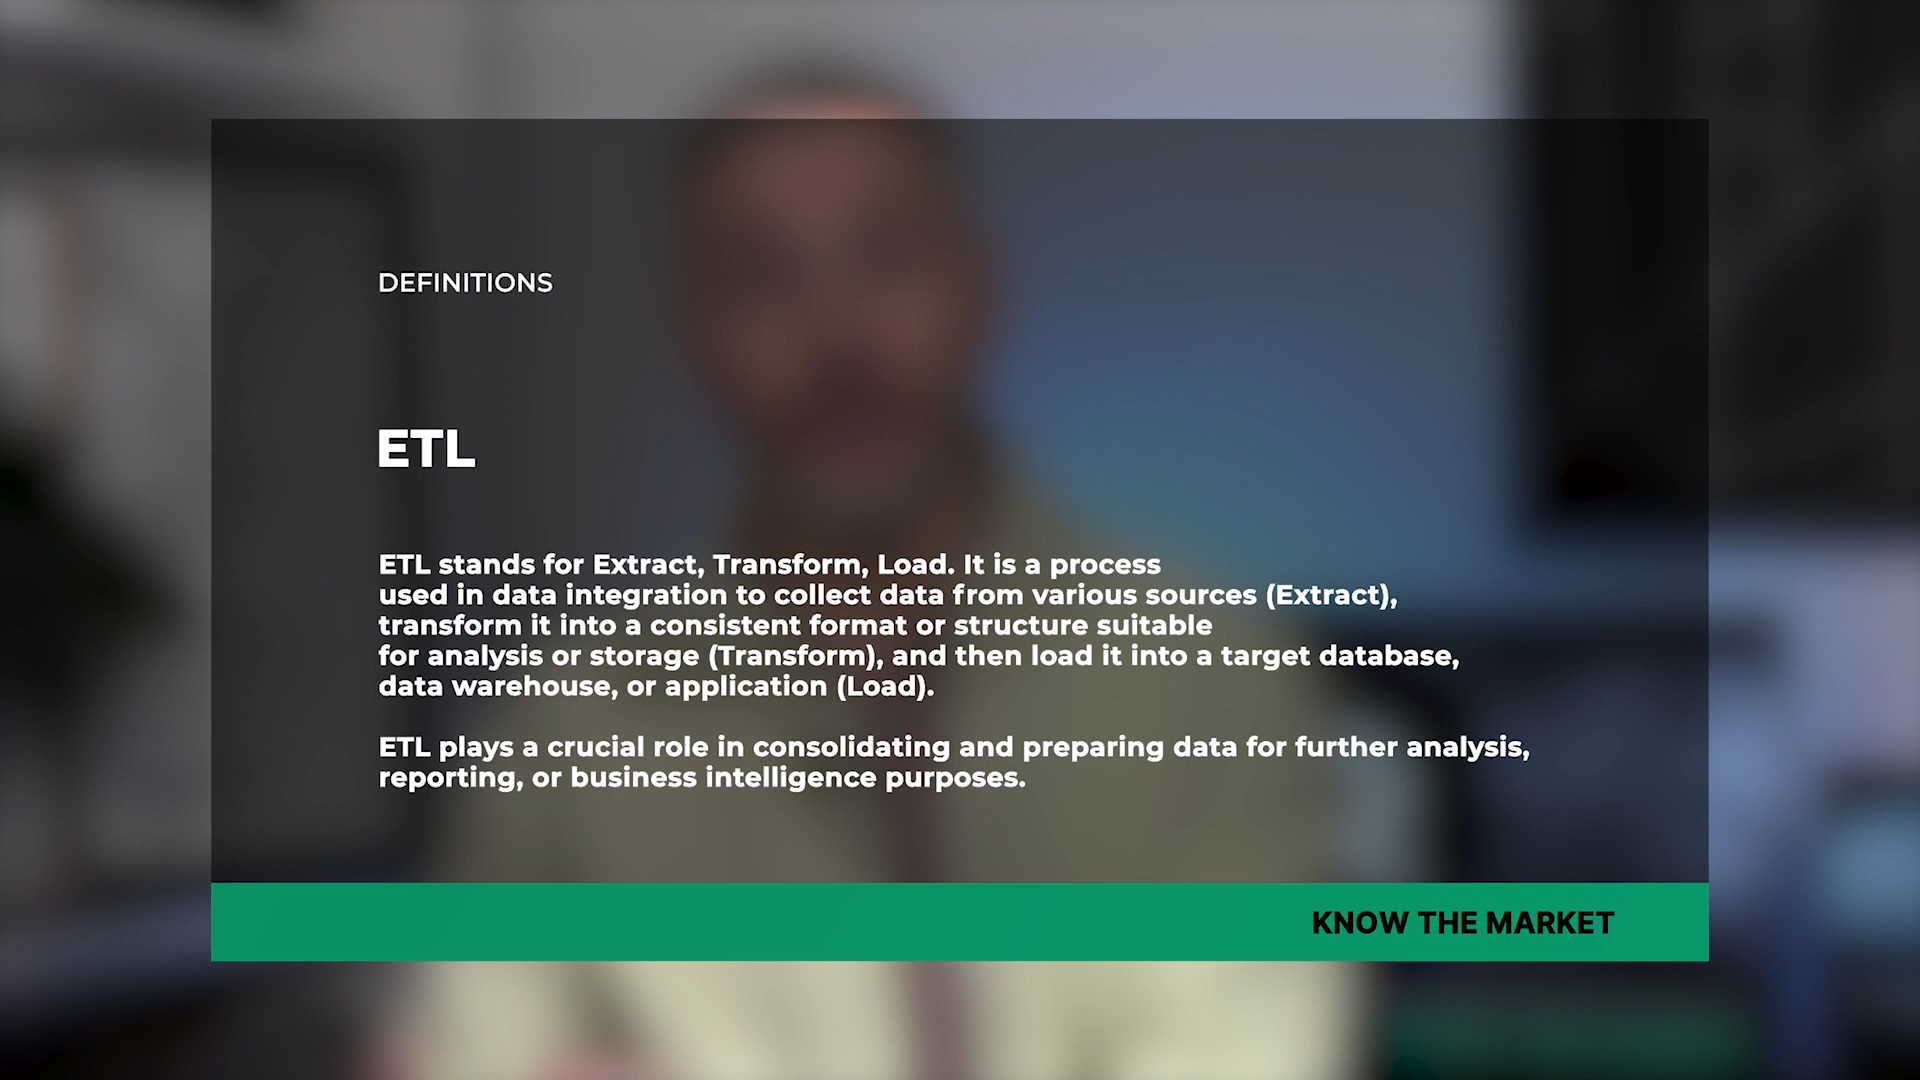 DEFINITIONS
ETL
ETL stands for Extract, Transform, Load. It is a process
used in data integration to collect data from various sources (Extract),
transform it into a consistent format or structure suitable
for analysis or storage (Transform), and then load it into a target database,
data warehouse, or application (Load).
ETL plays a crucial role in consolidating and preparing data for further analysis,
reporting, or business intelligence purposes.
KNOW THE MARKET